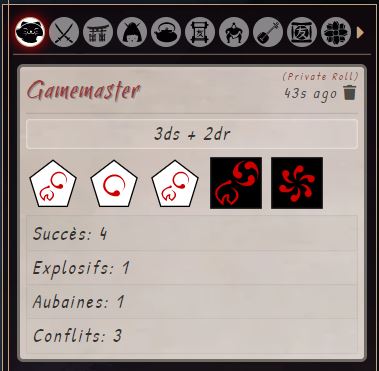 (Private Roll)
Gamemaster
43s ago
3ds + 2dr
Succès: 4
Explosifs: 1
Aubaines: 1
Conflits: 3